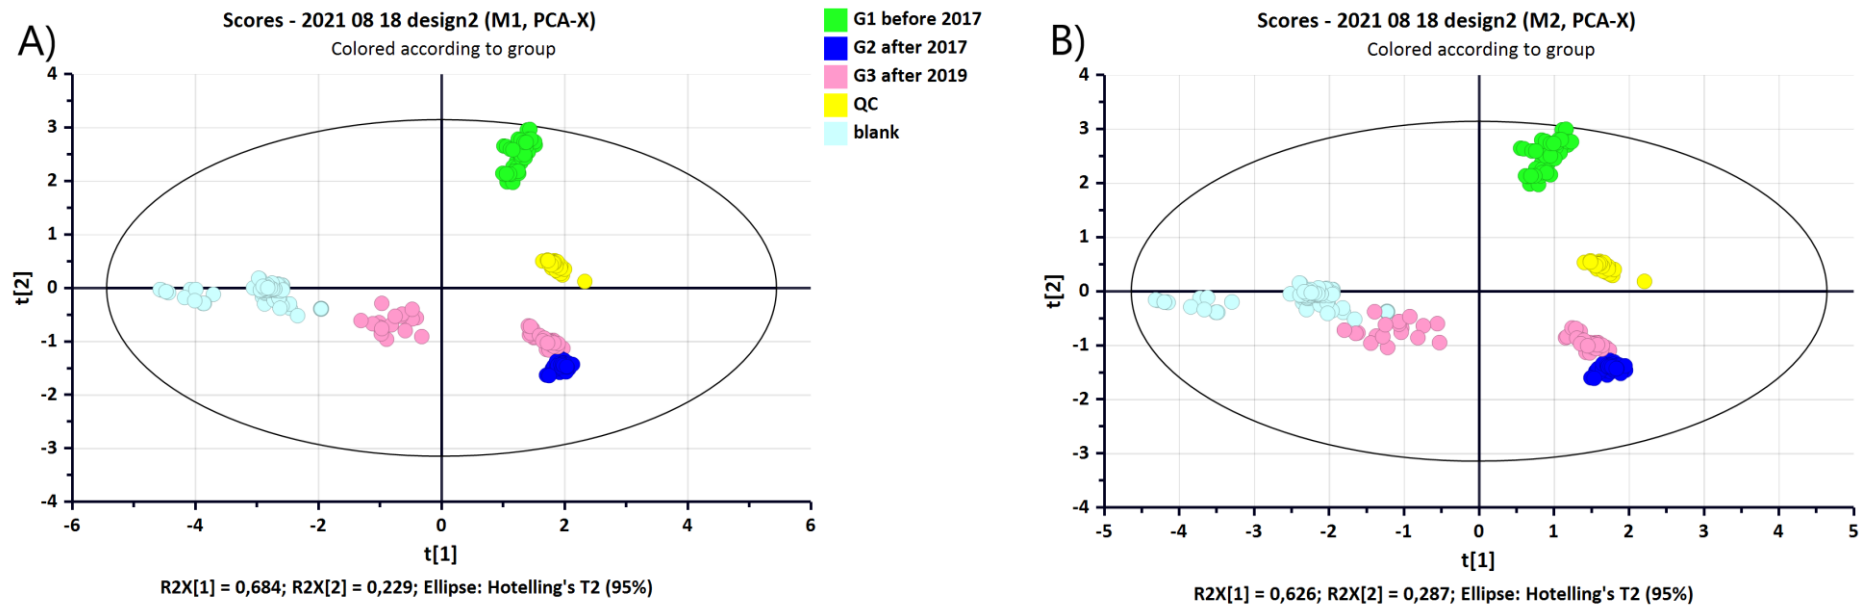 A)
Scores - 2021 08 18 design2 (M1, PCA-X)
Colored according to group
4
3
2
1
0
-1
-2
-3
-4
t[2]
-6 -4 -2 0 2 4 6
t[1]
R2X[1] = 0,684; R2X[2] = 0,229; Ellipse: Hotelling's T2 (95%)
G1 before 2017
G2 after 2017
G3 after 2019
QC
blank
B)
Scores - 2021 08 18 design2 (M2, PCA-X)
Colored according to group
4
3
2
1
0
-1
-2
-3
-4
t[2]
-5 -4 -3 -2 -1 0 1 2 3 4 5
t[1]
R2X[1] = 0,626; R2X[2] = 0,287; Ellipse: Hotelling's T2 (95%)